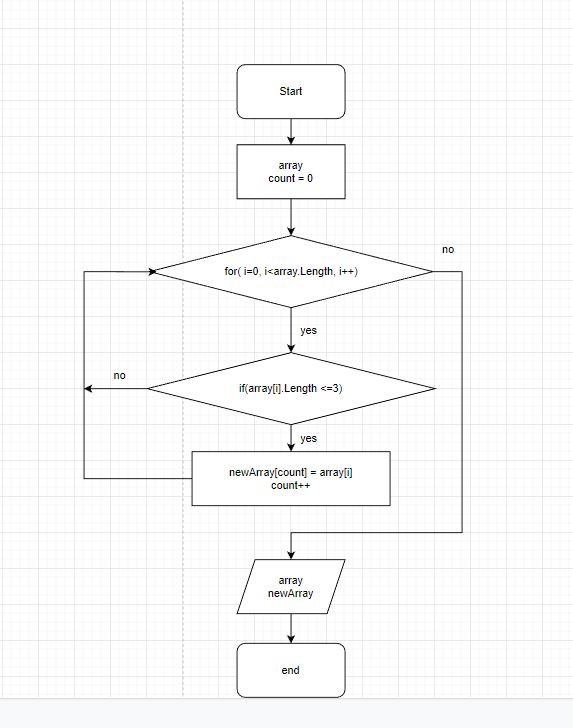 Start
array
count = 0
for( i=0, i<array.Length, i++)
no
yes
if(array[i].Length <=3)
no
yes
newArray[count] = array[i]
count++
array
newArray
end